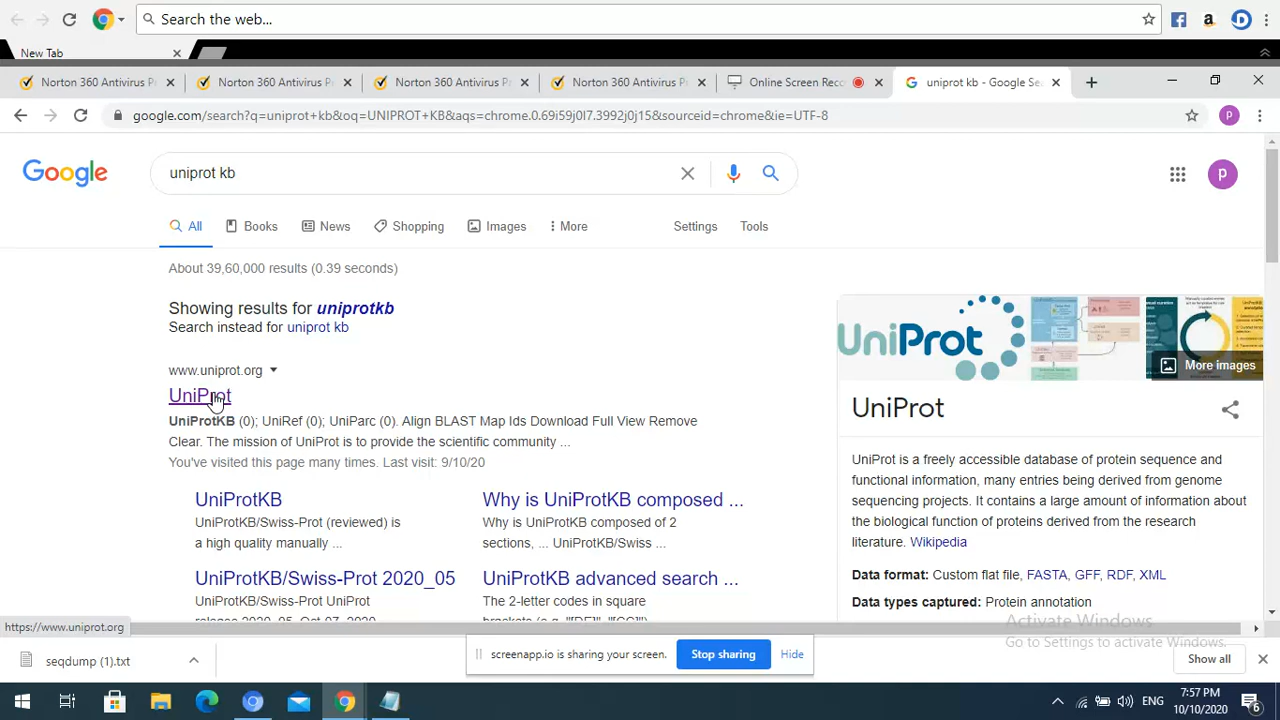 Search the web...
New Tab
Norton 360 Antivirus P
Norton 360 Antivirus P
Norton 360 Antivirus P
Norton 360 Antivirus P
Online Screen Reco
uniprot kb - Google Sea
google.com/search?q=uniprot+kb&oq=UNIPROT+KB&aqs=chrome.0.69i59j0l7.3992j0j15&sourceid=chrome&ie=UTF-8
P
Google
uniprot kb
P
All
Books
News
Shopping
Images
More
Settings
Tools
About 39,60,000 results (0.39 seconds)
Showing results for uniprotkb
Search instead for uniprot kb
www.uniprot.org
UniProt
UniProtKB (0); UniRef (0); UniParc (0). Align BLAST Map Ids Download Full View Remove
Clear. The mission of UniProt is to provide the scientific community ...
You've visited this page many times. Last visit: 9/10/20
UniProtKB
UniProtKB/Swiss-Prot (reviewed) is
a high quality manually ...
Why is UniProtKB composed ...
Why is UniProtKB composed of 2
sections, ... UniProtKB/Swiss ...
UniProtKB/Swiss-Prot 2020_05
UniProtKB/Swiss-Prot UniProt
release 2020_05. Oct 07, 2020
UniProtKB advanced search ...
The 2-letter codes in square
UniProt
More images
UniProt
UniProt is a freely accessible database of protein sequence and
functional information, many entries being derived from genome
sequencing projects. It contains a large amount of information about
the biological function of proteins derived from the research
literature. Wikipedia
Data format: Custom flat file, FASTA, GFF, RDF, XML
Data types captured: Protein annotation
Activate Windows
Go to Settings to activate Windows.
https://www.uniprot.org
seqdump (1).txt
screenapp.io is sharing your screen.
Stop sharing
Hide
Show all
ENG
7:57 PM
10/10/2020
6